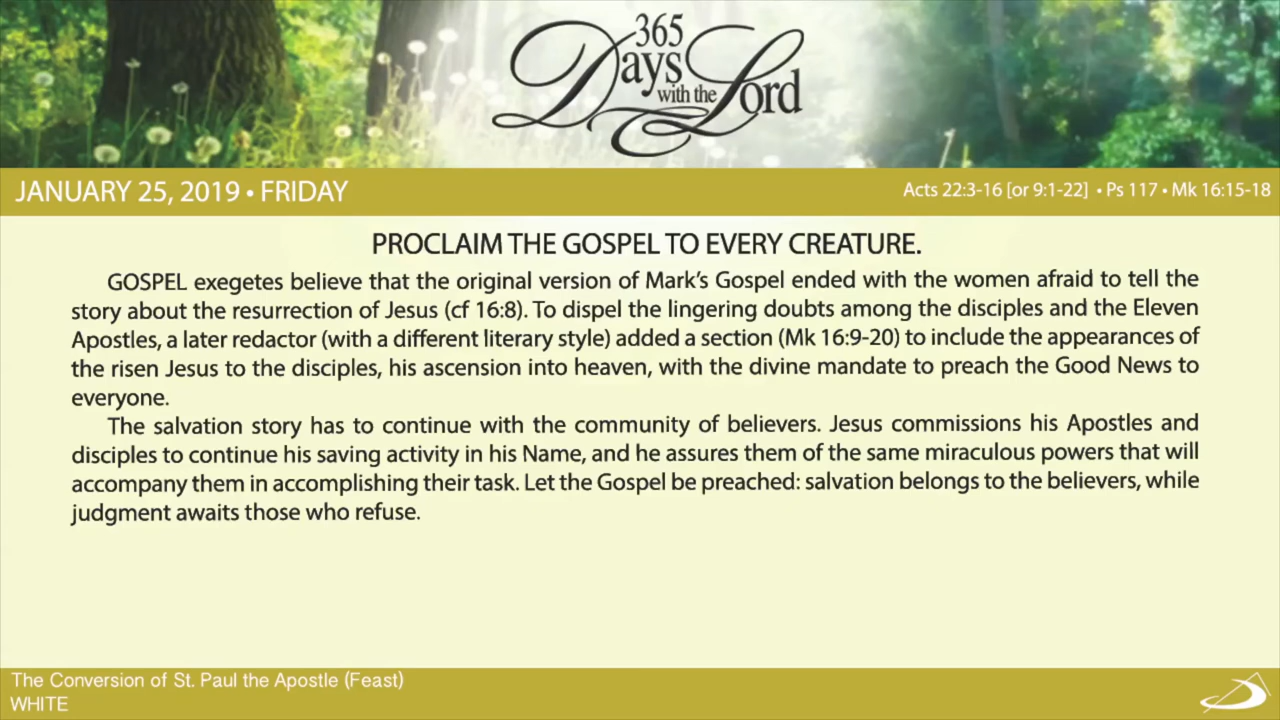 365
Days
with the Lord
JANUARY 25, 2019 • FRIDAY
Acts 22:3-16 [or 9:1-22] • Ps 117 • Mk 16:15-18
PROCLAIM THE GOSPEL TO EVERY CREATURE.
GOSPEL exegetes believe that the original version of Mark's Gospel ended with the women afraid to tell the
story about the resurrection of Jesus (cf 16:8). To dispel the lingering doubts among the disciples and the Eleven
Apostles, a later redactor (with a different literary style) added a section (Mk 16:9-20) to include the appearances of
the risen Jesus to the disciples, his ascension into heaven, with the divine mandate to preach the Good News to
everyone.
The salvation story has to continue with the community of believers. Jesus commissions his Apostles and
disciples to continue his saving activity in his Name, and he assures them of the same miraculous powers that will
accompany them in accomplishing their task. Let the Gospel be preached: salvation belongs to the believers, while
judgment awaits those who refuse.
The Conversion of St. Paul the Apostle (Feast)
WHITE